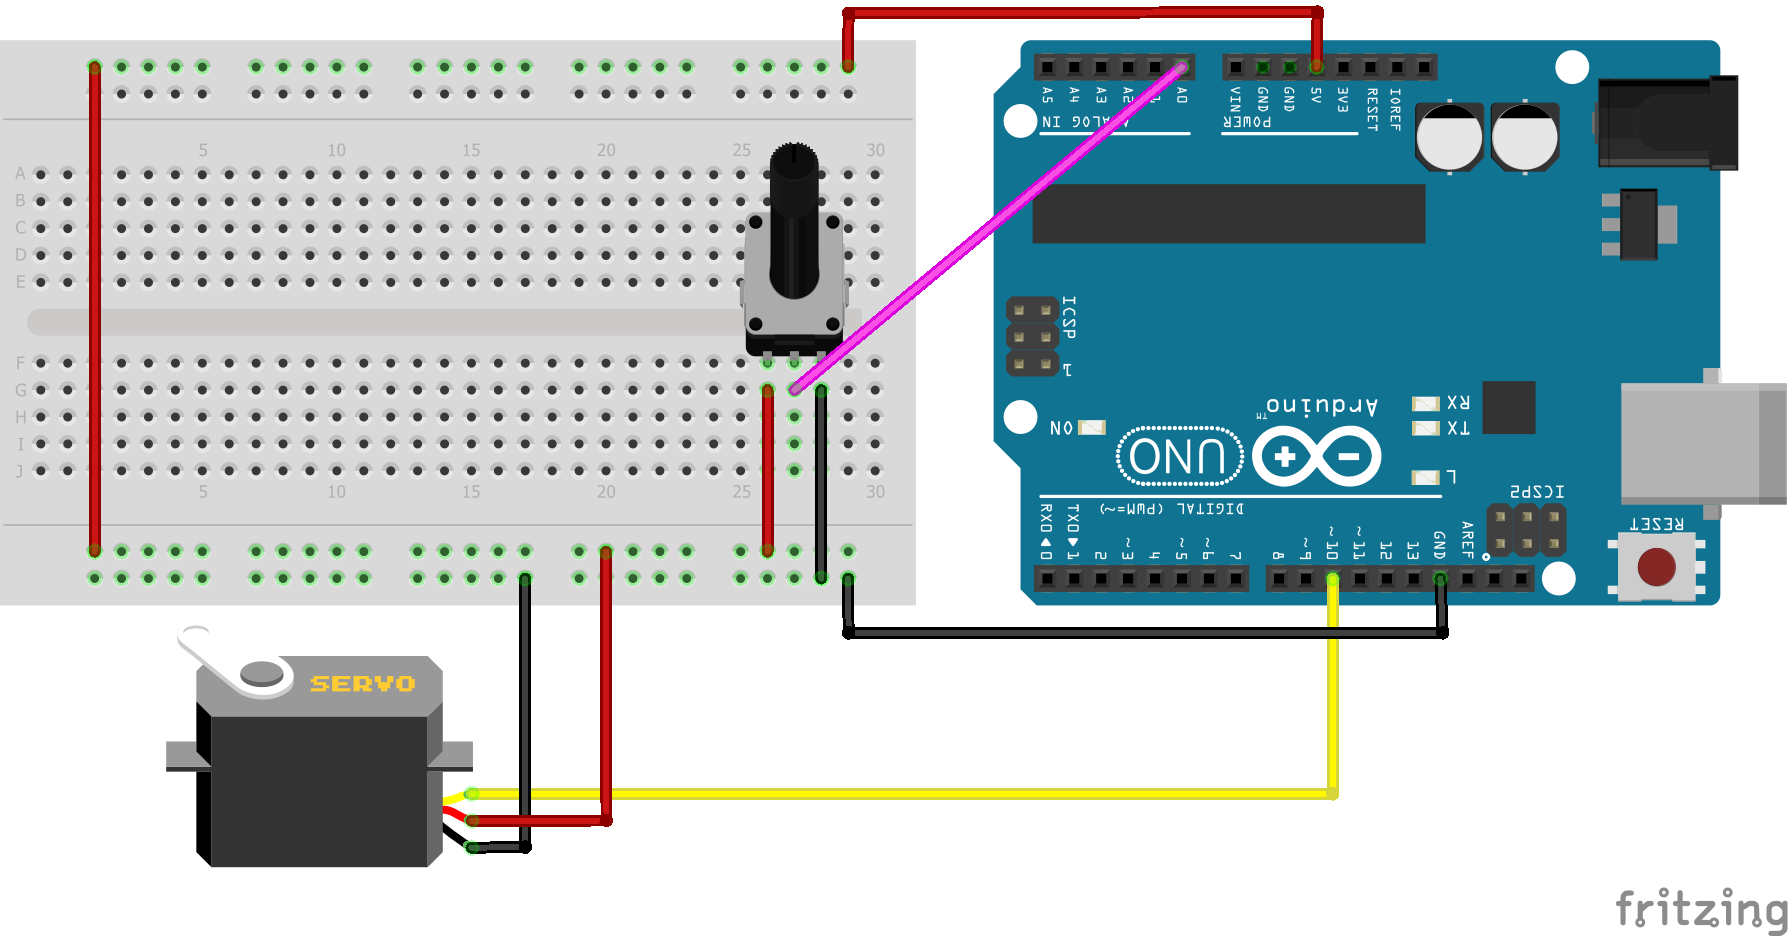 5 10 15 20 25 30
A
B
C
D
E
F
G
H
I
J
5 10 15 20 25 30
A5 A4 A3 A0
ANALOG IN
VIN GND GND 5V 3V3 RESET IOREF
POWER
ICSP
1
ON
UNO
Arduino
TM
RX
TX
L
ICSP2
RESET
DIGITAL (PWM=~)
RX0 TX0
0 1 2 ~3 4 ~5 ~6 7 8 ~9 ~10 ~11 12 13 GND AREF
SERVO
fritzing